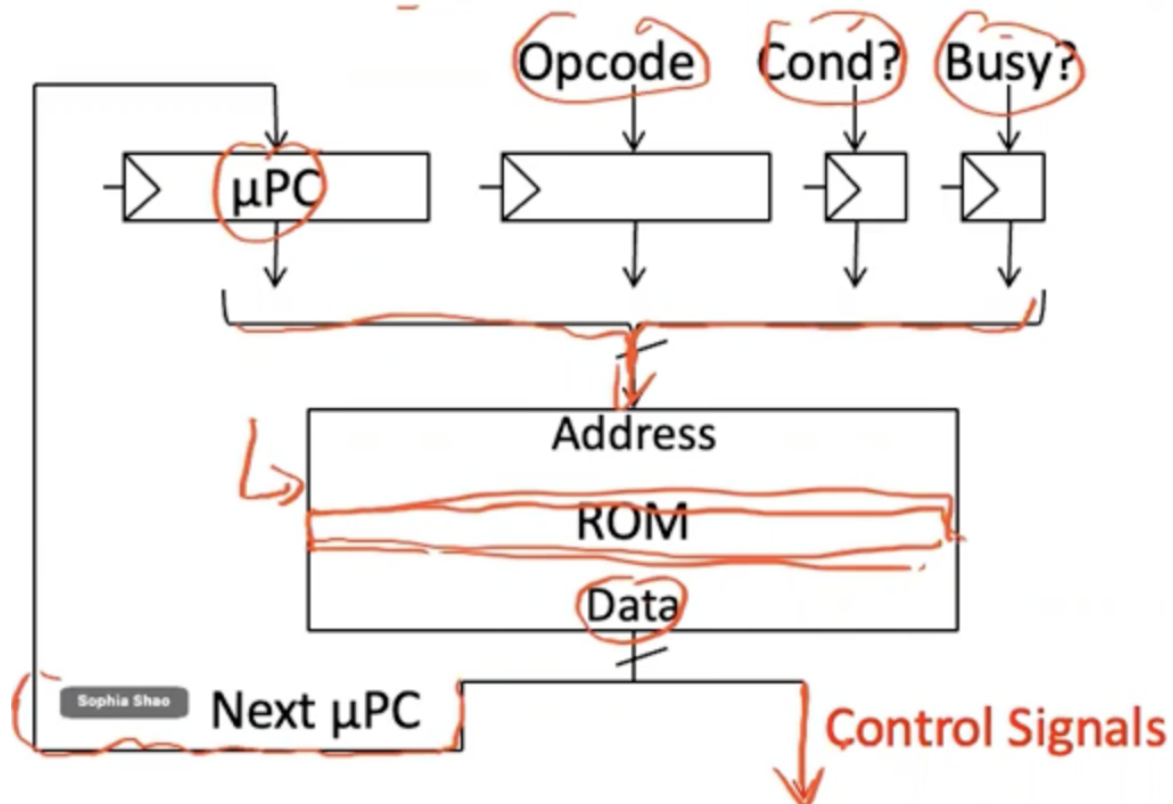 Opcode Cond? Busy?
μPC
Address
ROM
Data
Sophia Shao
Next μPC
Control Signals